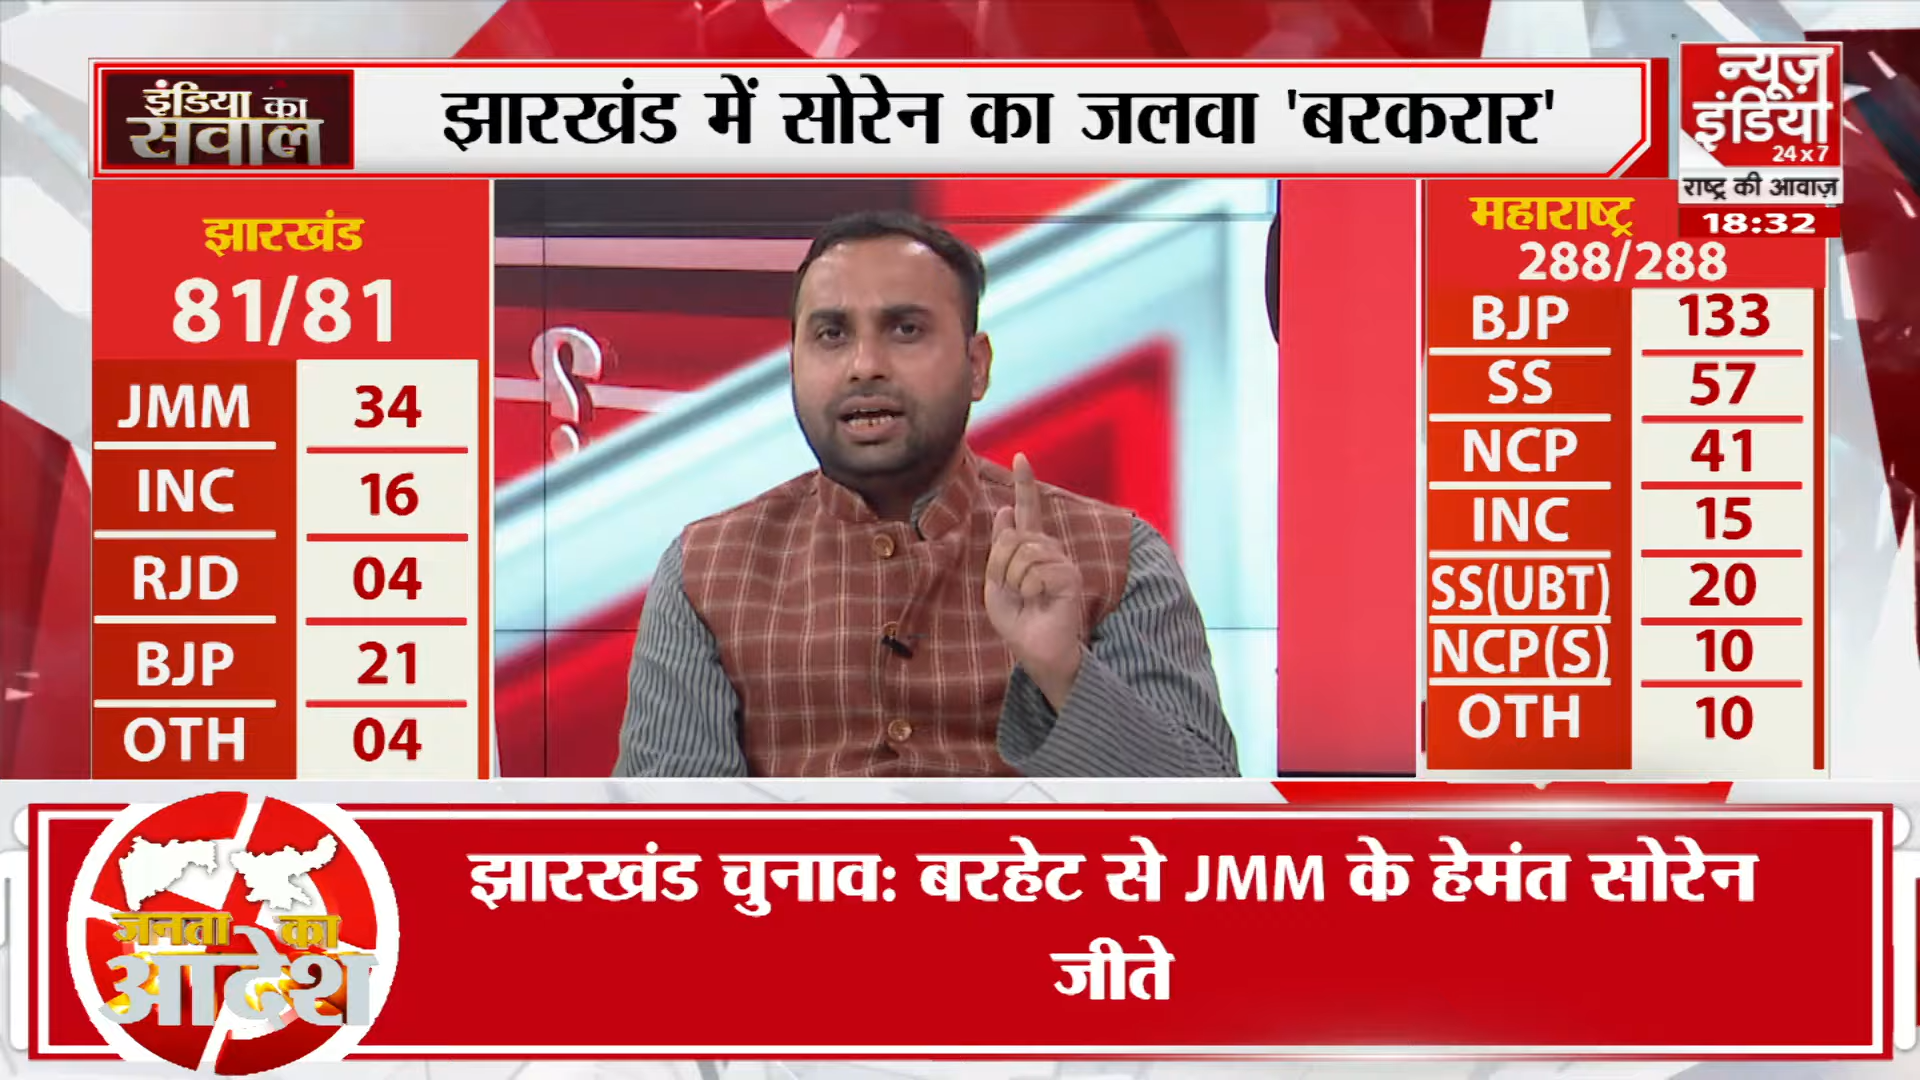 इंडिया का
सवाल
झारखंड में सोरेन का जलवा 'बरकरार'
न्यूज़
इंडिया
24x7
राष्ट्र की आवाज़
18:32
झारखंड
81/81
JMM 34
INC 16
RJD 04
BJP 21
OTH 04
महाराष्ट्र
288/288
BJP 133
SS 57
NCP 41
INC 15
SS(UBT) 20
NCP(S) 10
OTH 10
जनता का
आदेश
झारखंड चुनाव: बरहेट से JMM के हेमंत सोरेन
जीते